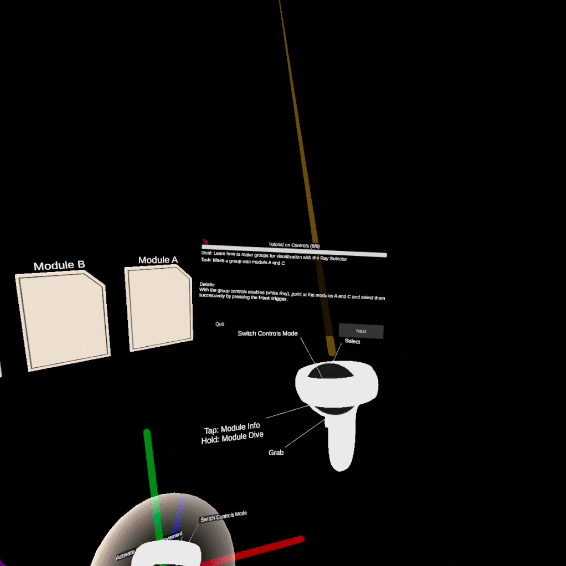 Tutorial on Controls (8/9)
Goal: Learn how to make groups for visualization with the Ray Selector
Task: Make a group with module A and C
Module B
Module A
Details:
With the group controls enabled (white Ray), point at the modules A and C and select them
successively by pressing the Index trigger.
Quit
Next
Switch Controls Mode
Select
Tap: Module Info
Hold: Module Dive
Grab
Switch Controls Mode